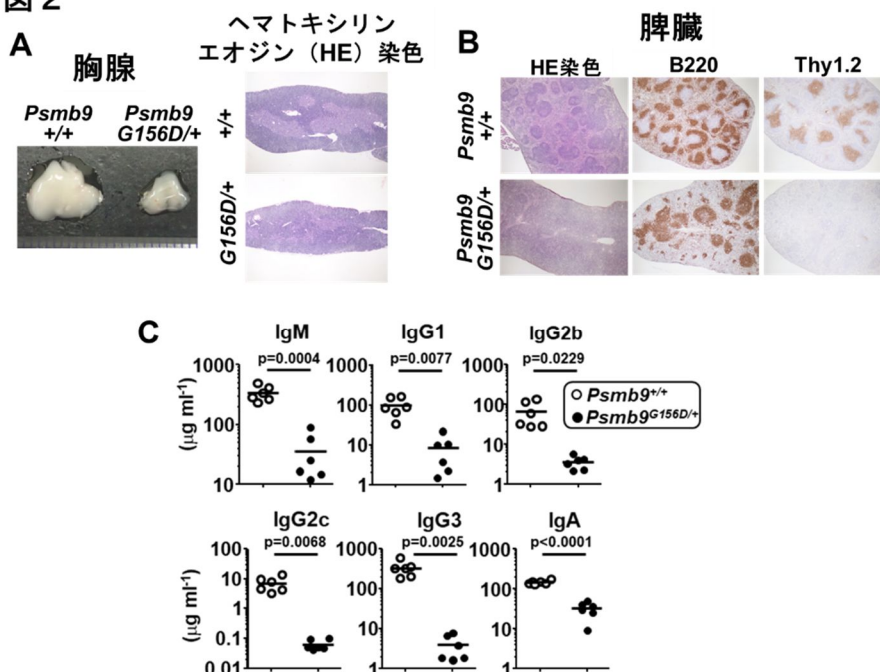 図2
A
胸腺
Psmb9 +/+
Psmb9 G156D/+
ヘマトキシリン
エオジン（HE）染色
+/+
G156D/+
B
脾臓
HE染色 B220 Thy1.2
Psmb9 +/+
Psmb9 G156D/+
C
IgM
p=0.0004
(μg ml-1)
1000
100
10
IgG1
p=0.0077
1000
100
10
1
IgG2b
p=0.0229
1000
100
10
1
Psmb9+/+
Psmb9G156D/+
IgG2c
p=0.0068
(μg ml-1)
100
10
1
0.1
0.01
IgG3
p=0.0025
1000
100
10
1
IgA
p<0.0001
1000
100
10
1